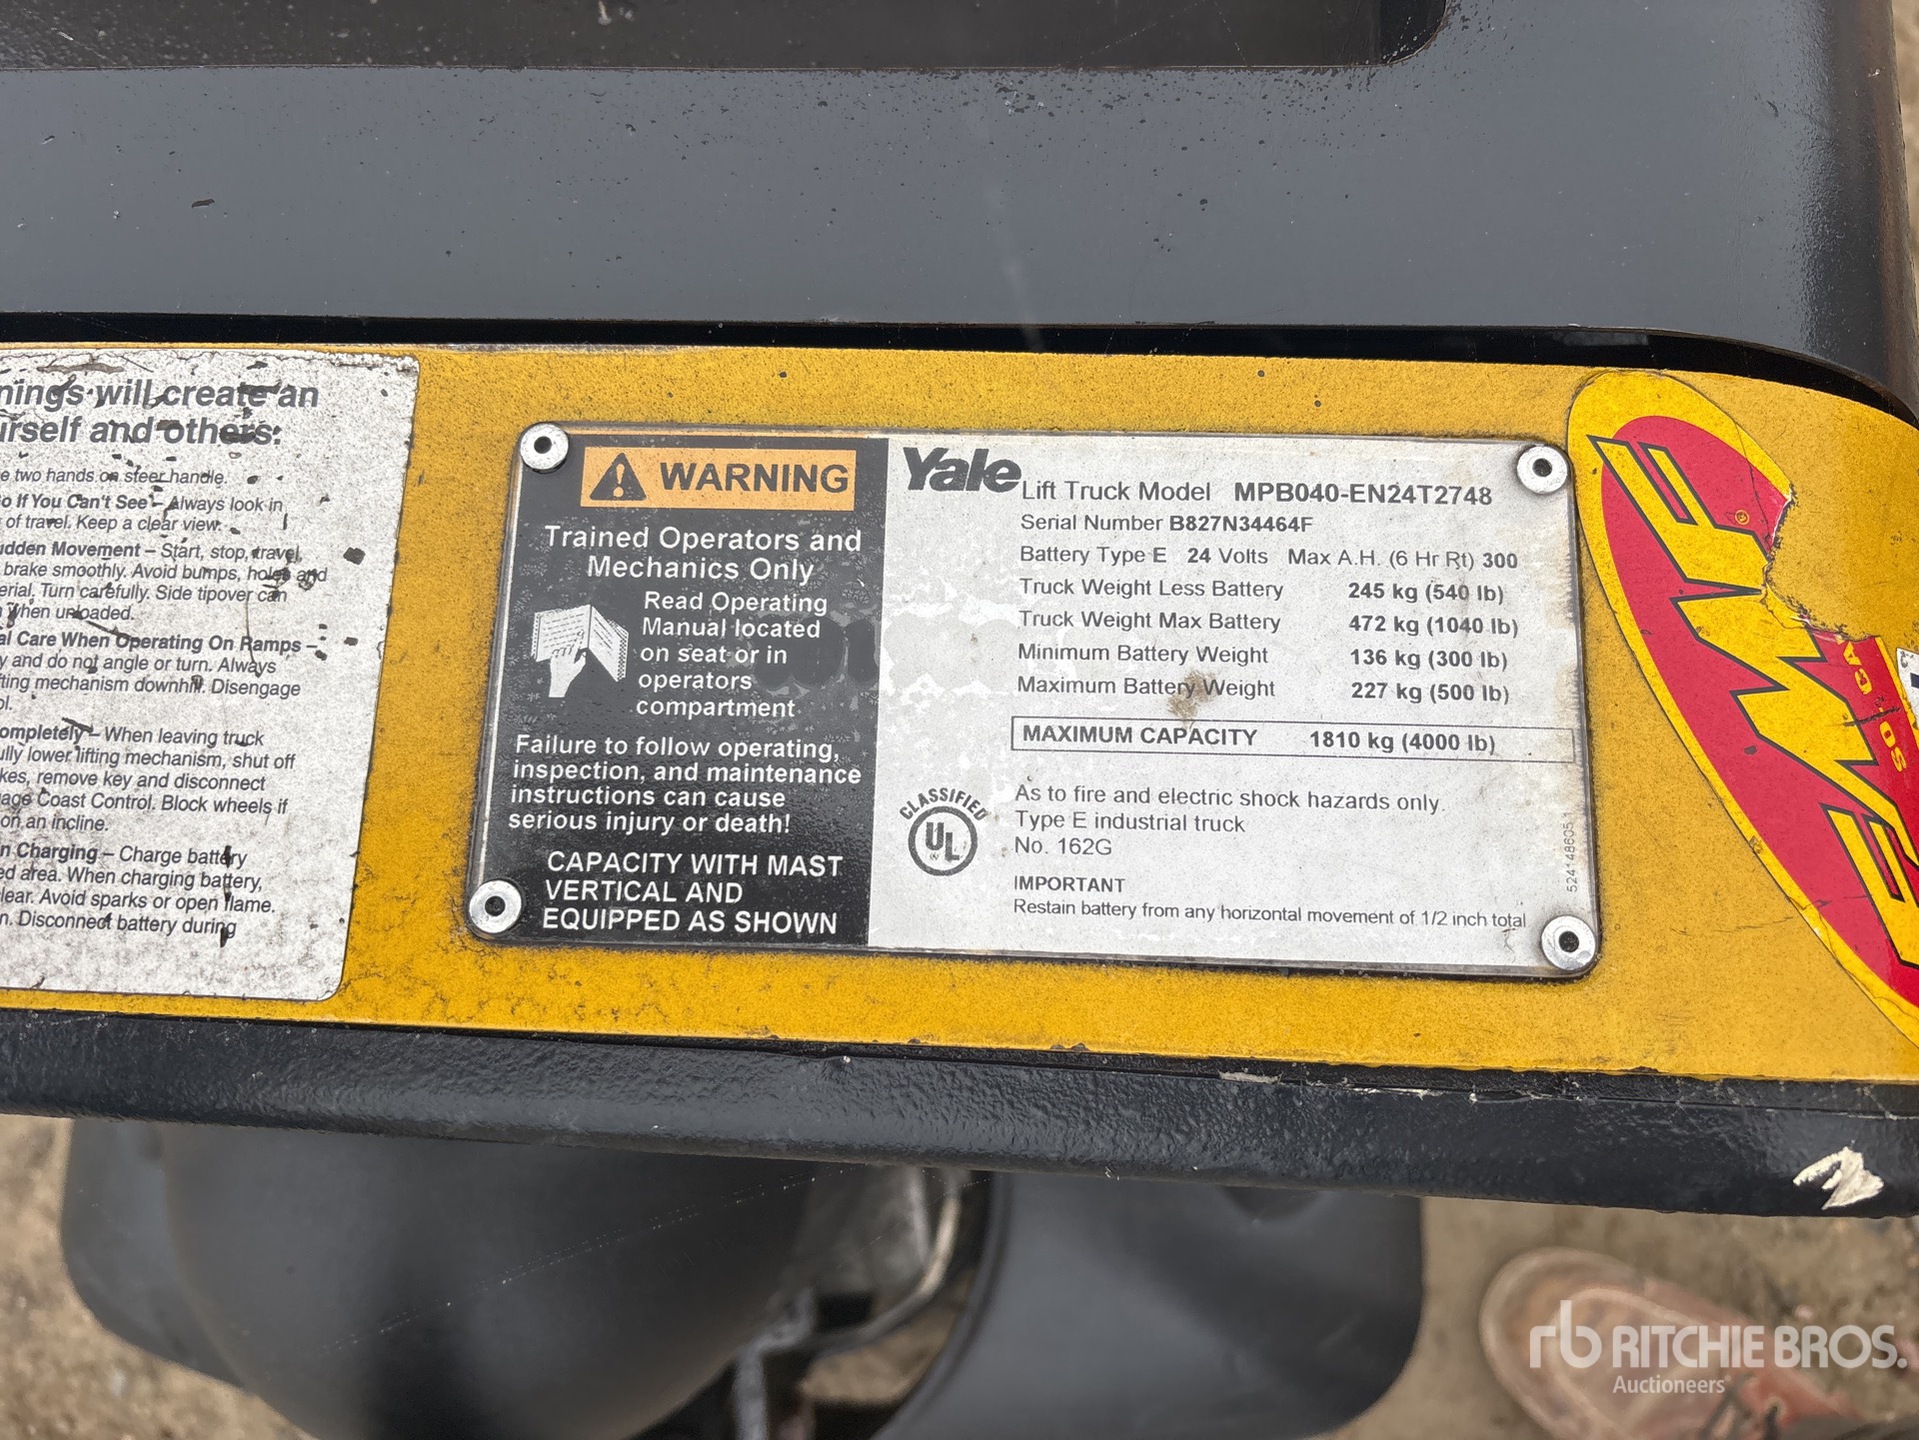 nings will create an
urself and others:
e two hands on steer handle.
o If You Can't See – Always look in
of travel. Keep a clear view.
udden Movement – Start, stop, travel,
brake smoothly. Avoid bumps, holes and
erial. Turn carefully. Side tipover can
when unloaded.
al Care When Operating On Ramps –
y and do not angle or turn. Always
fting mechanism downhill. Disengage
ol.
ompletely – When leaving truck
ully lower lifting mechanism, shut off
kes, remove key and disconnect
age Coast Control. Block wheels if
on an incline.
n Charging – Charge battery
ed area. When charging battery,
lear. Avoid sparks or open flame.
n. Disconnect battery during
WARNING
Trained Operators and
Mechanics Only
Read Operating
Manual located
on seat or in
operators
compartment
Failure to follow operating,
inspection, and maintenance
instructions can cause
serious injury or death!
CAPACITY WITH MAST
VERTICAL AND
EQUIPPED AS SHOWN
Yale Lift Truck Model MPB040-EN24T2748
Serial Number B827N34464F
Battery Type E 24 Volts Max A.H. (6 Hr Rt) 300
Truck Weight Less Battery 245 kg (540 lb)
Truck Weight Max Battery 472 kg (1040 lb)
Minimum Battery Weight 136 kg (300 lb)
Maximum Battery Weight 227 kg (500 lb)
MAXIMUM CAPACITY 1810 kg (4000 lb)
CLASSIFIED
UL
As to fire and electric shock hazards only.
Type E industrial truck
No. 162G
IMPORTANT
Restain battery from any horizontal movement of 1/2 inch total
524148605-1
FMF
SO-CA
rb RITCHIE BROS.
Auctioneers